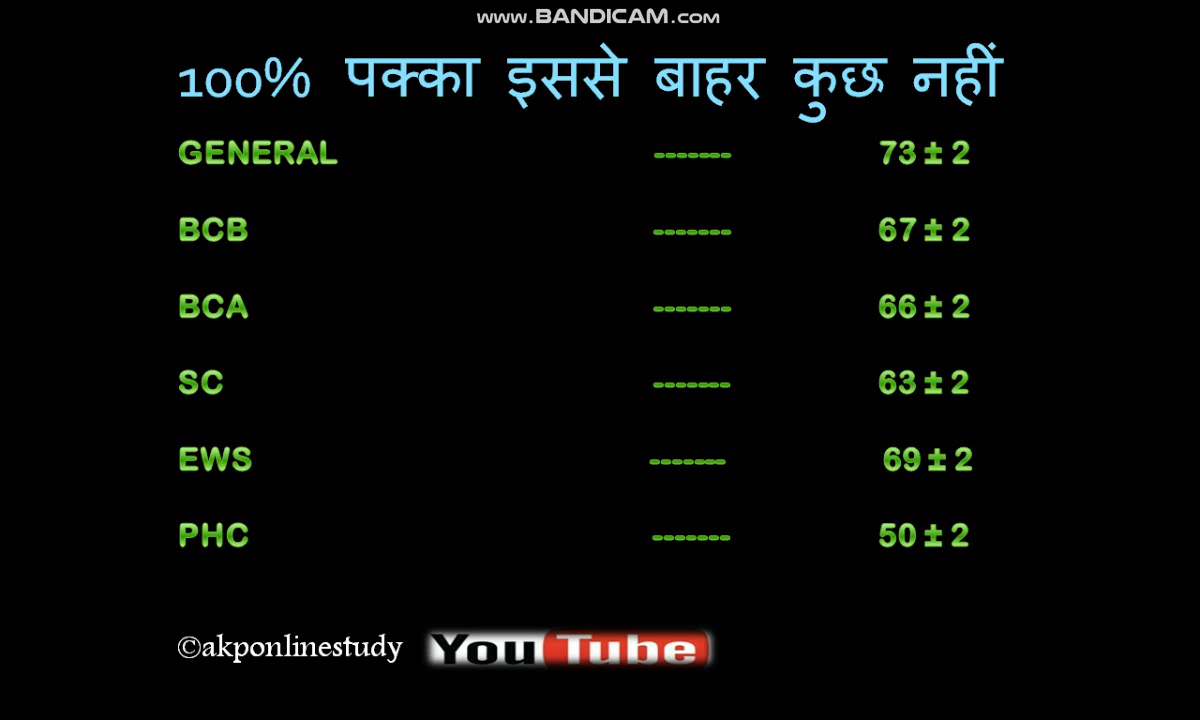 www.BANDICAM.com
100% पक्का इससे बाहर कुछ नहीं
GENERAL ------- 73 ± 2
BCB ------- 67 ± 2
BCA ------- 66 ± 2
SC ------- 63 ± 2
EWS ------- 69 ± 2
PHC ------- 50 ± 2
©akponlinestudy YouTube